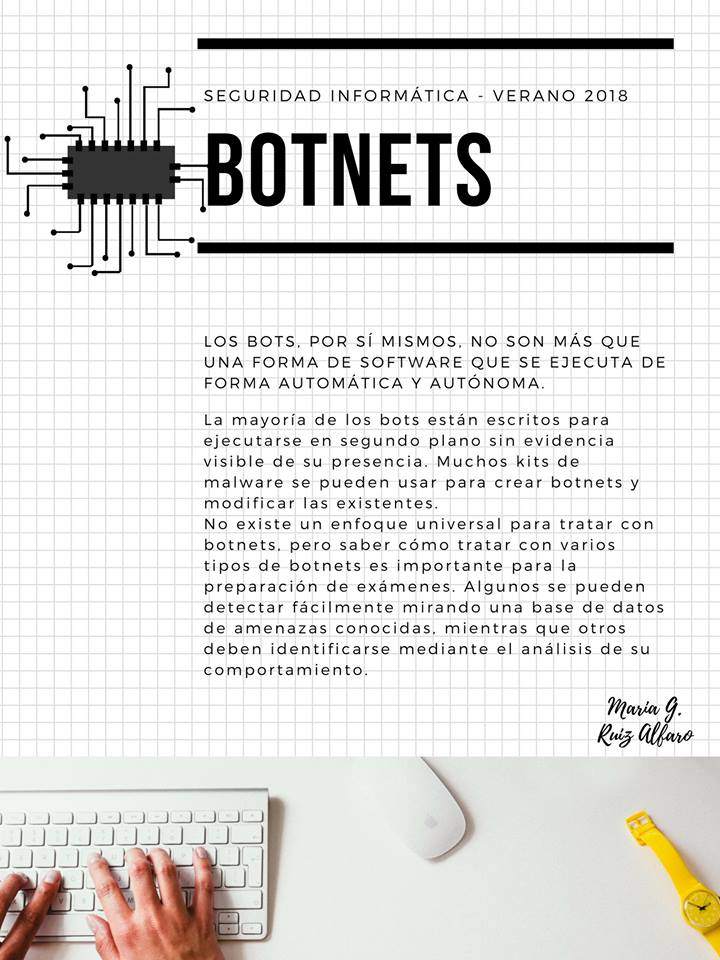 SEGURIDAD INFORMÁTICA - VERANO 2018
BOTNETS
LOS BOTS, POR SÍ MISMOS, NO SON MÁS QUE
UNA FORMA DE SOFTWARE QUE SE EJECUTA DE
FORMA AUTOMÁTICA Y AUTÓNOMA.
La mayoría de los bots están escritos para
ejecutarse en segundo plano sin evidencia
visible de su presencia. Muchos kits de
malware se pueden usar para crear botnets y
modificar las existentes.
No existe un enfoque universal para tratar con
botnets, pero saber cómo tratar con varios
tipos de botnets es importante para la
preparación de exámenes. Algunos se pueden
detectar fácilmente mirando una base de datos
de amenazas conocidas, mientras que otros
deben identificarse mediante el análisis de su
comportamiento.
María G.
Ruiz Alfaro